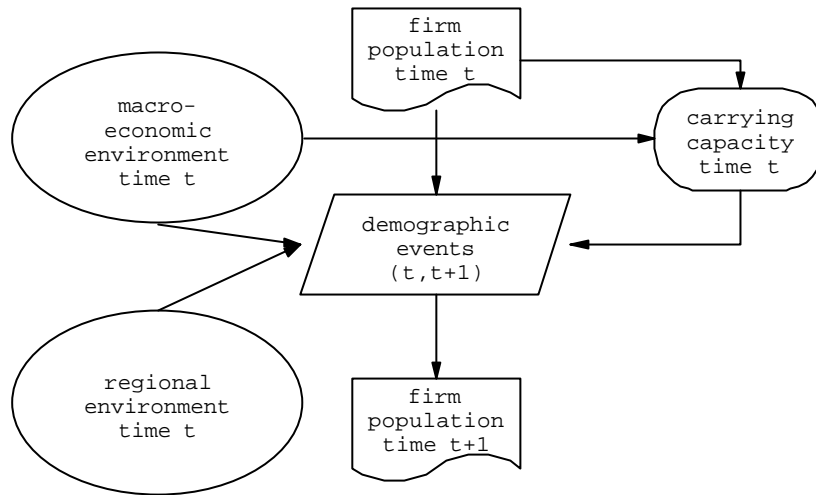 firm
population
time t
macro-
economic
environment
time t
carrying
capacity
time t
demographic
events
(t,t+1)
regional
environment
time t
firm
population
time t+1